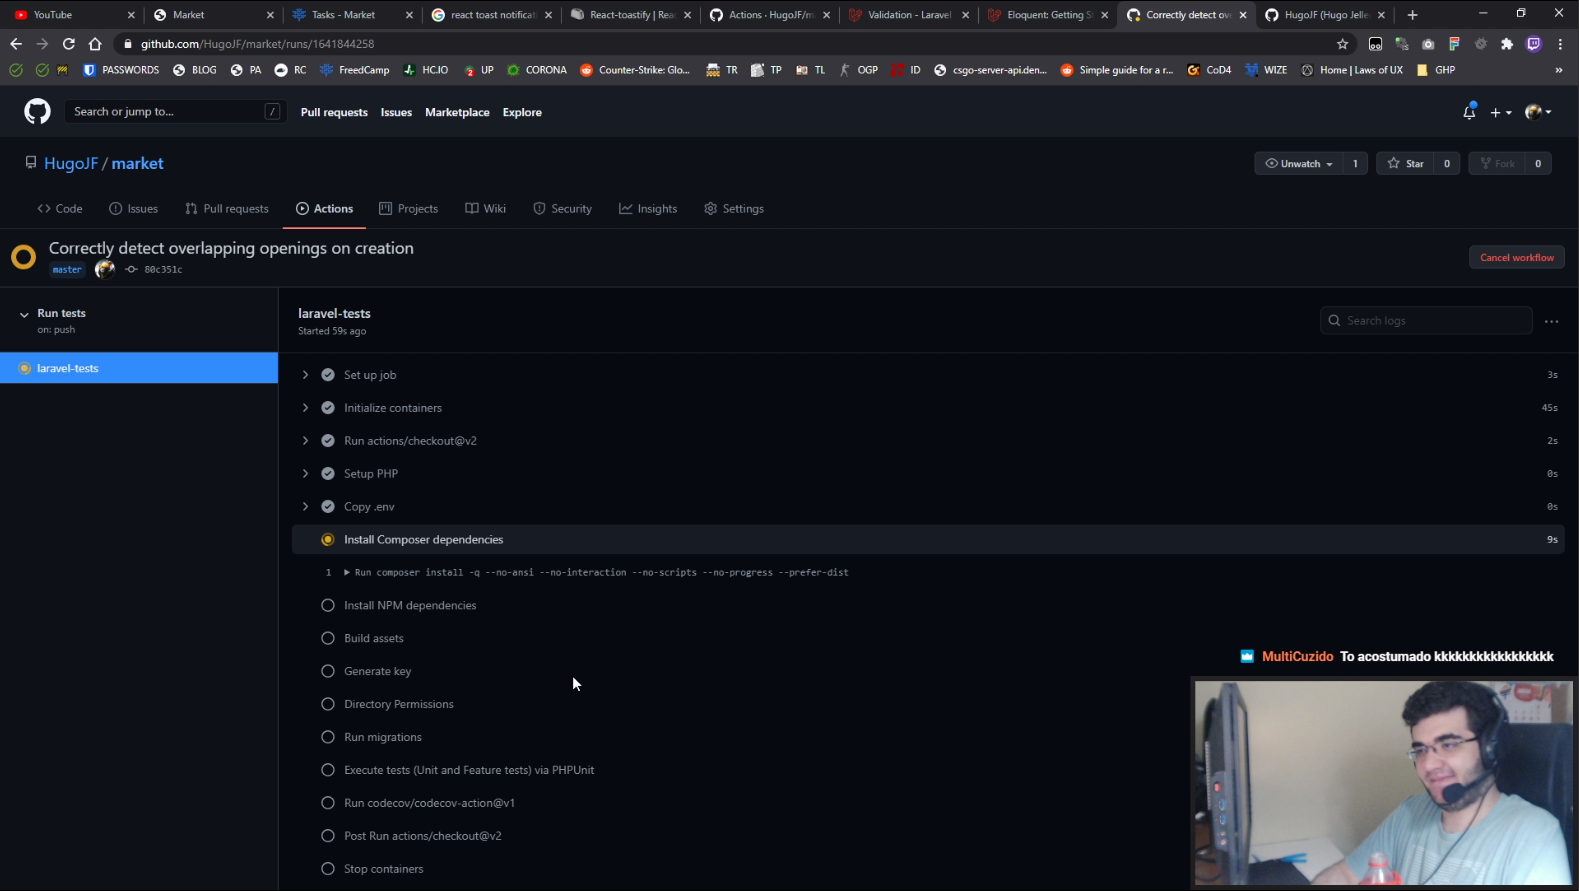 YouTube
Market
Tasks - Market
react toast notificat
React-toastify | Rea
Actions · HugoJF/m
Validation - Laravel
Eloquent: Getting S
Correctly detect ov
HugoJF (Hugo Jelle
github.com/HugoJF/market/runs/1641844258
PASSWORDS
BLOG
PA
RC
FreedCamp
HC.IO
UP
CORONA
Counter-Strike: Glo...
TR
TP
TL
OGP
ID
csgo-server-api.den...
Simple guide for a r...
CoD4
WIZE
Home | Laws of UX
GHP
»
Search or jump to...
/
Pull requests
Issues
Marketplace
Explore
HugoJF / market
Unwatch
1
Star
0
Fork
0
Code
Issues
Pull requests
Actions
Projects
Wiki
Security
Insights
Settings
Correctly detect overlapping openings on creation
master
80c351c
Cancel workflow
Run tests
on: push
laravel-tests
laravel-tests
Started 59s ago
Search logs
Set up job
3s
Initialize containers
45s
Run actions/checkout@v2
2s
Setup PHP
0s
Copy .env
0s
Install Composer dependencies
9s
1 Run composer install -q --no-ansi --no-interaction --no-scripts --no-progress --prefer-dist
Install NPM dependencies
Build assets
Generate key
Directory Permissions
Run migrations
Execute tests (Unit and Feature tests) via PHPUnit
Run codecov/codecov-action@v1
Post Run actions/checkout@v2
Stop containers
MultiCuzido To acostumado kkkkkkkkkkkkkkkkk